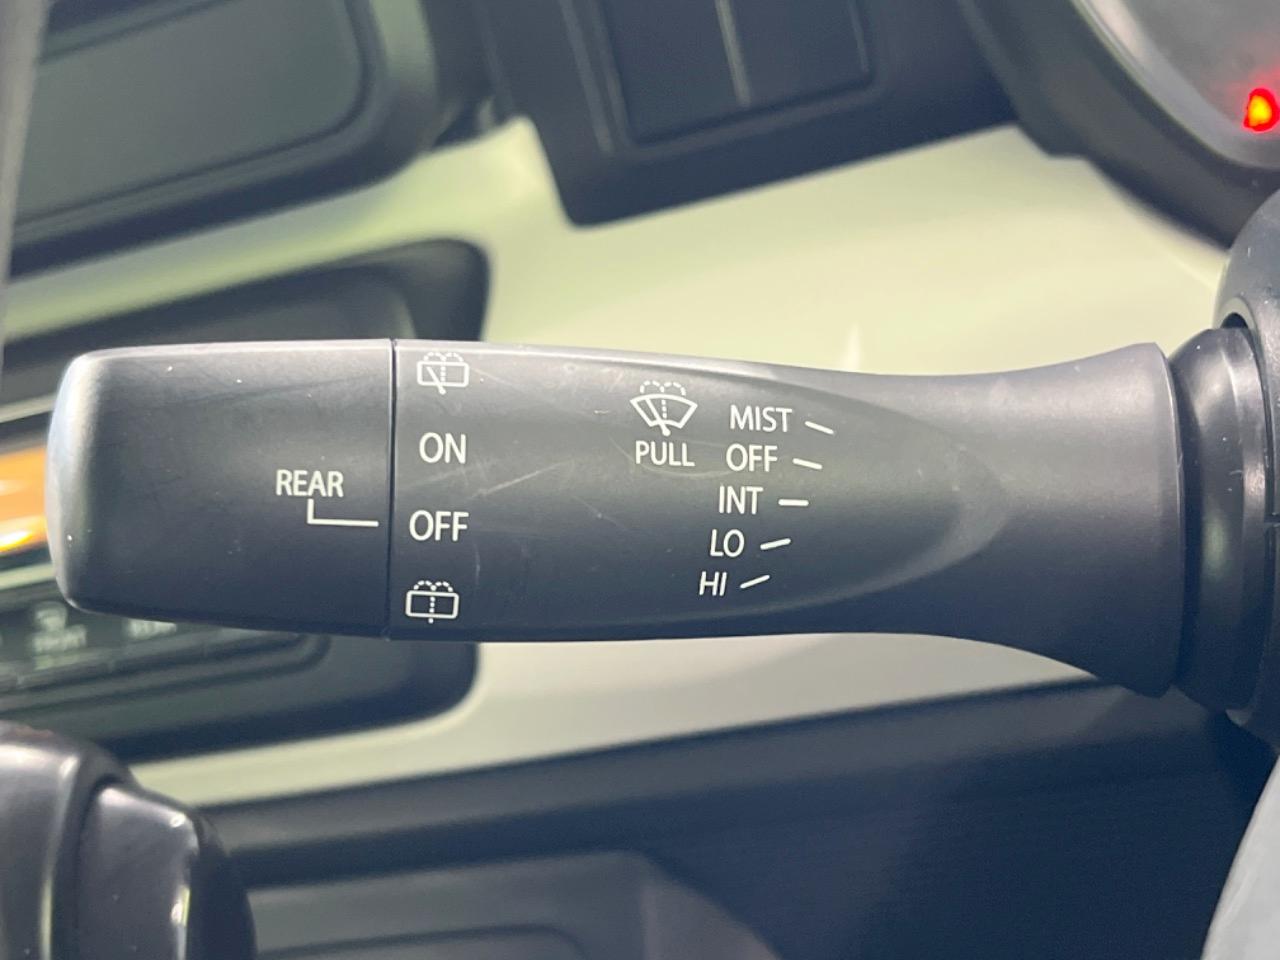 REAR
ON
OFF
PULL
MIST
OFF
INT
LO
HI